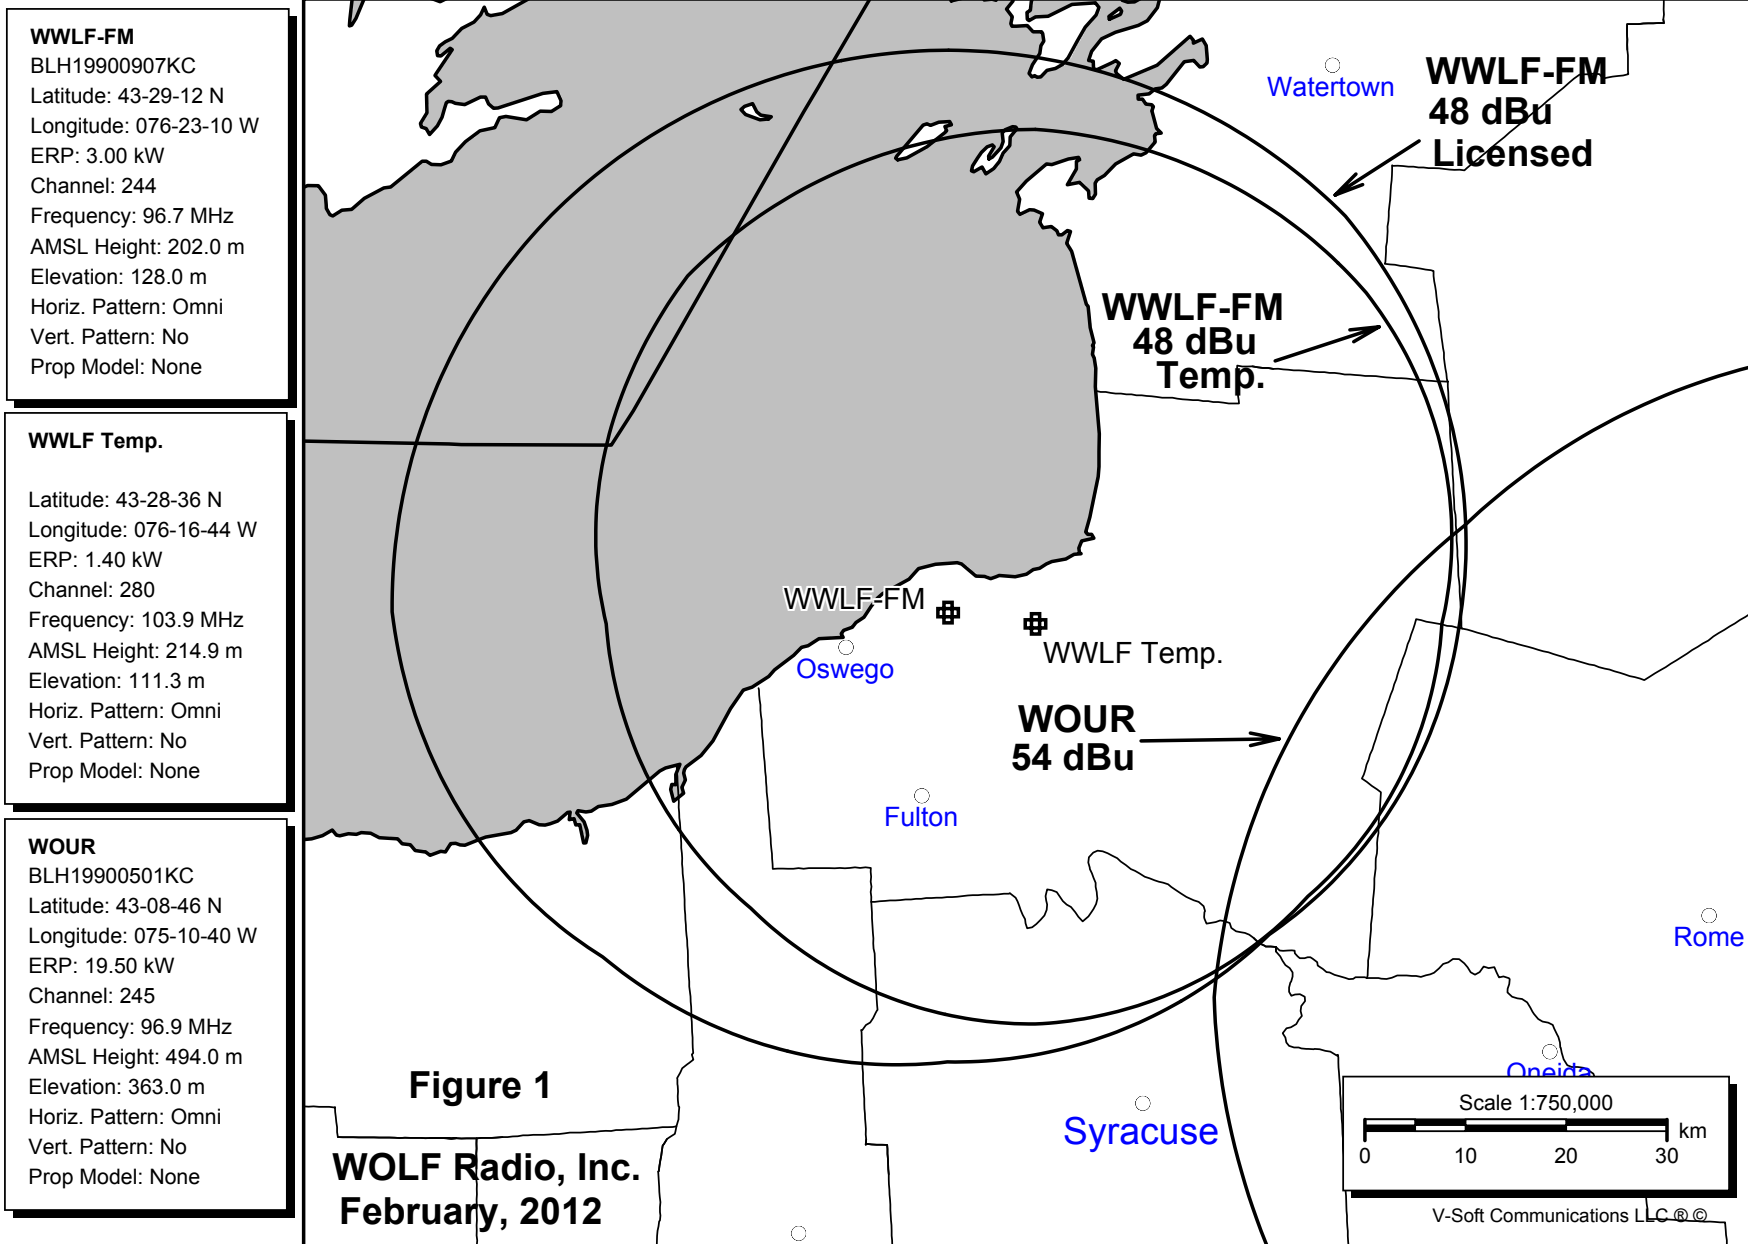 WWLF-FM
BLH19900907KC
Latitude: 43-29-12 N
Longitude: 076-23-10 W
ERP: 3.00 kW
Channel: 244
Frequency: 96.7 MHz
AMSL Height: 202.0 m
Elevation: 128.0 m
Horiz. Pattern: Omni
Vert. Pattern: No
Prop Model: None
WWLF Temp.
Latitude: 43-28-36 N
Longitude: 076-16-44 W
ERP: 1.40 kW
Channel: 280
Frequency: 103.9 MHz
AMSL Height: 214.9 m
Elevation: 111.3 m
Horiz. Pattern: Omni
Vert. Pattern: No
Prop Model: None
WOUR
BLH19900501KC
Latitude: 43-08-46 N
Longitude: 075-10-40 W
ERP: 19.50 kW
Channel: 245
Frequency: 96.9 MHz
AMSL Height: 494.0 m
Elevation: 363.0 m
Horiz. Pattern: Omni
Vert. Pattern: No
Prop Model: None
Watertown
WWLF-FM
48 dBu
Licensed
WWLF-FM
48 dBu
Temp.
WWLF-FM
WWLF Temp.
Oswego
WOUR
54 dBu
Fulton
Rome
Oneida
Syracuse
Figure 1
WOLF Radio, Inc.
February, 2012
Scale 1:750,000
km
0 10 20 30
V-Soft Communications LLC ® ©